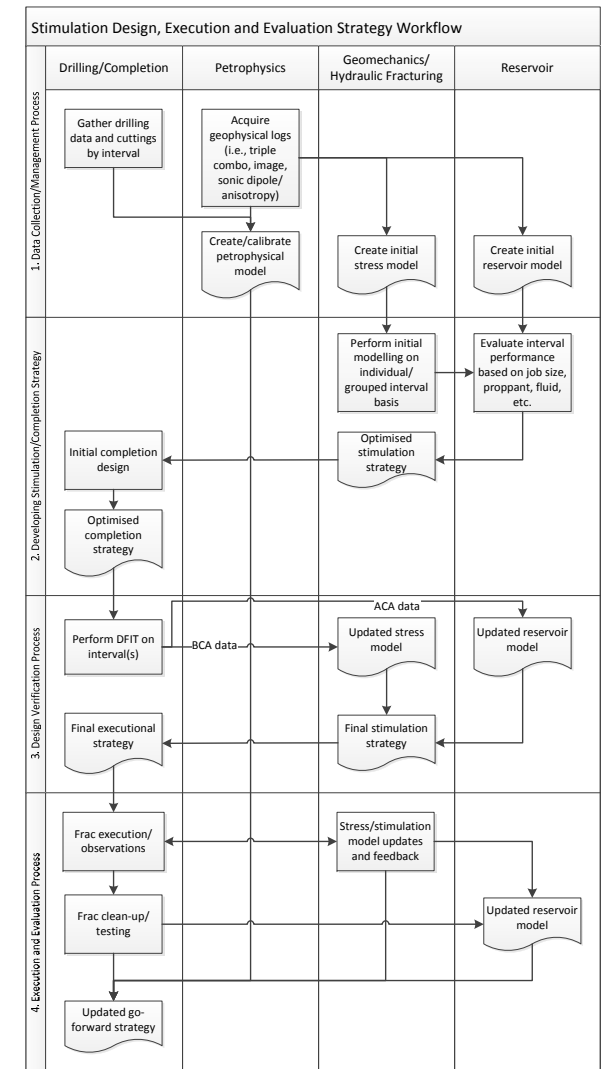 Stimulation Design, Execution and Evaluation Strategy Workflow
Drilling/Completion
Petrophysics
Geomechanics/
Hydraulic Fracturing
Reservoir
1. Data Collection/Management Process
Gather drilling
data and cuttings
by interval
Acquire
geophysical logs
(i.e., triple
combo, image,
sonic dipole/
anisotropy)
Create/calibrate
petrophysical
model
Create initial
stress model
Create initial
reservoir model
2. Developing Stimulation/Completion Strategy
Perform initial
modelling on
individual/
grouped interval
basis
Evaluate interval
performance
based on job size,
proppant, fluid,
etc.
Optimised
stimulation
strategy
Initial completion
design
Optimised
completion
strategy
3. Design Verification Process
ACA data
Perform DFIT on
interval(s)
BCA data
Updated stress
model
Updated reservoir
model
Final executional
strategy
Final stimulation
strategy
4. Execution and Evaluation Process
Frac execution/
observations
Stress/stimulation
model updates
and feedback
Frac clean-up/
testing
Updated reservoir
model
Updated go-
forward strategy